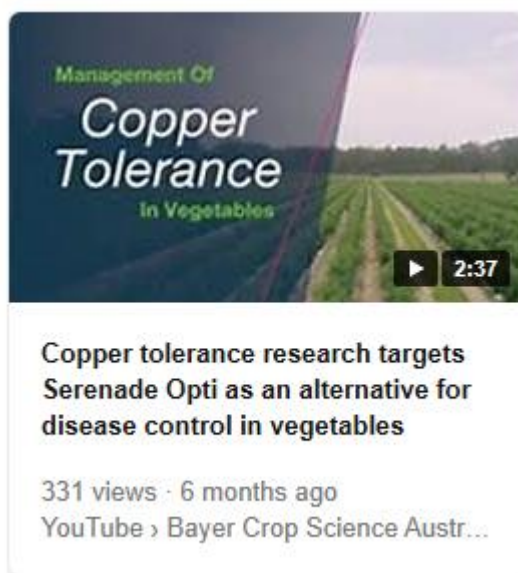 Management Of
Copper
Tolerance
In Vegetables
2:37
Copper tolerance research targets
Serenade Opti as an alternative for
disease control in vegetables
331 views · 6 months ago
YouTube › Bayer Crop Science Austr...